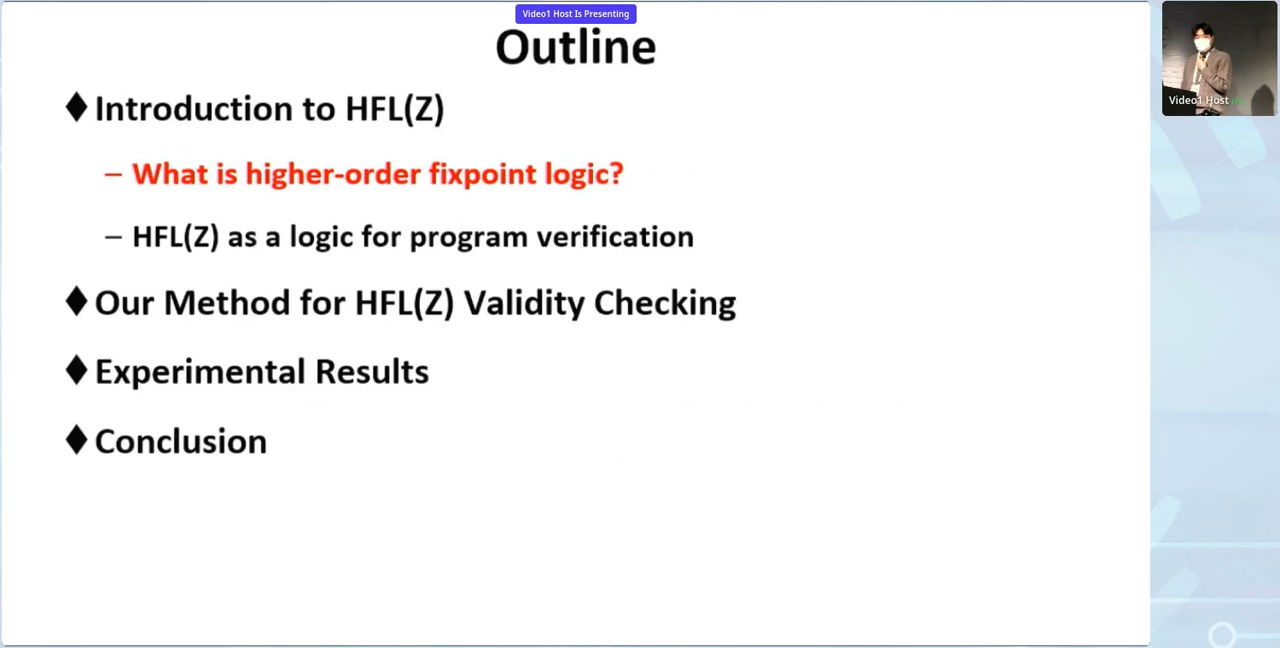 Video1 Host Is Presenting
Outline
♦ Introduction to HFL(Z)
– What is higher-order fixpoint logic?
– HFL(Z) as a logic for program verification
♦ Our Method for HFL(Z) Validity Checking
♦ Experimental Results
♦ Conclusion
Video1 Host